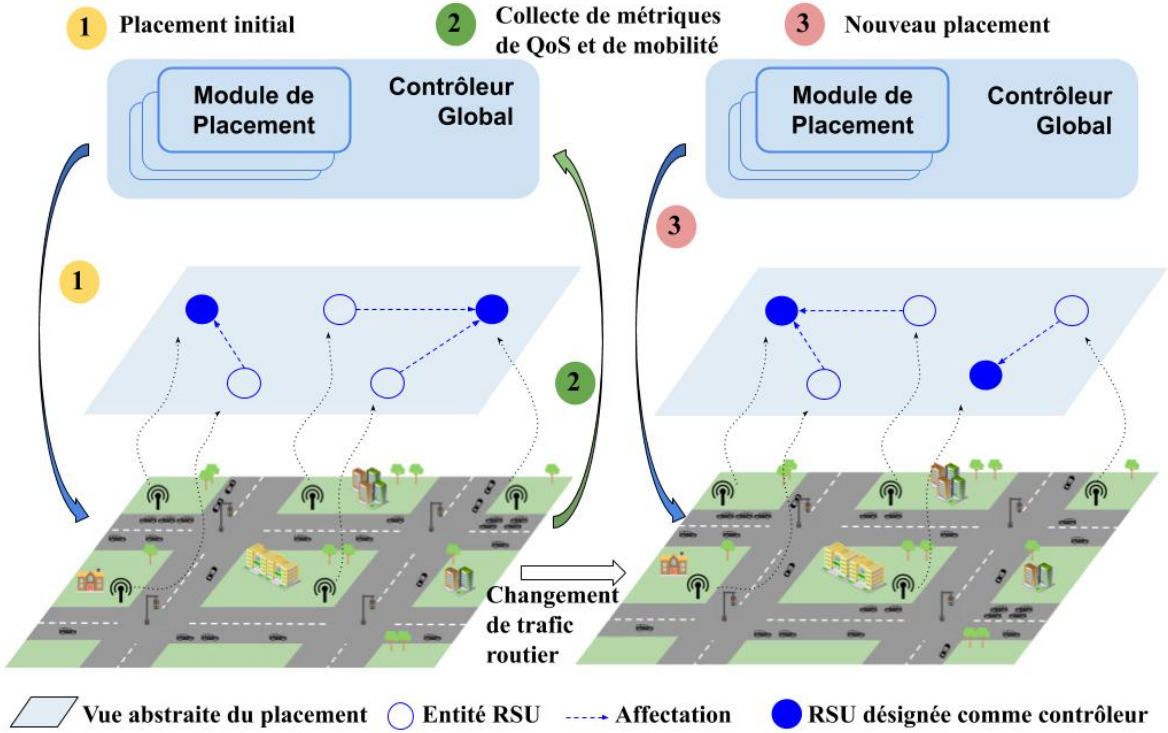 1 Placement initial
2 Collecte de métriques
de QoS et de mobilité
3 Nouveau placement
Module de
Placement
Contrôleur
Global
Module de
Placement
Contrôleur
Global
1
2
3
Changement
de trafic
routier
Vue abstraite du placement
Entité RSU
Affectation
RSU désignée comme contrôleur